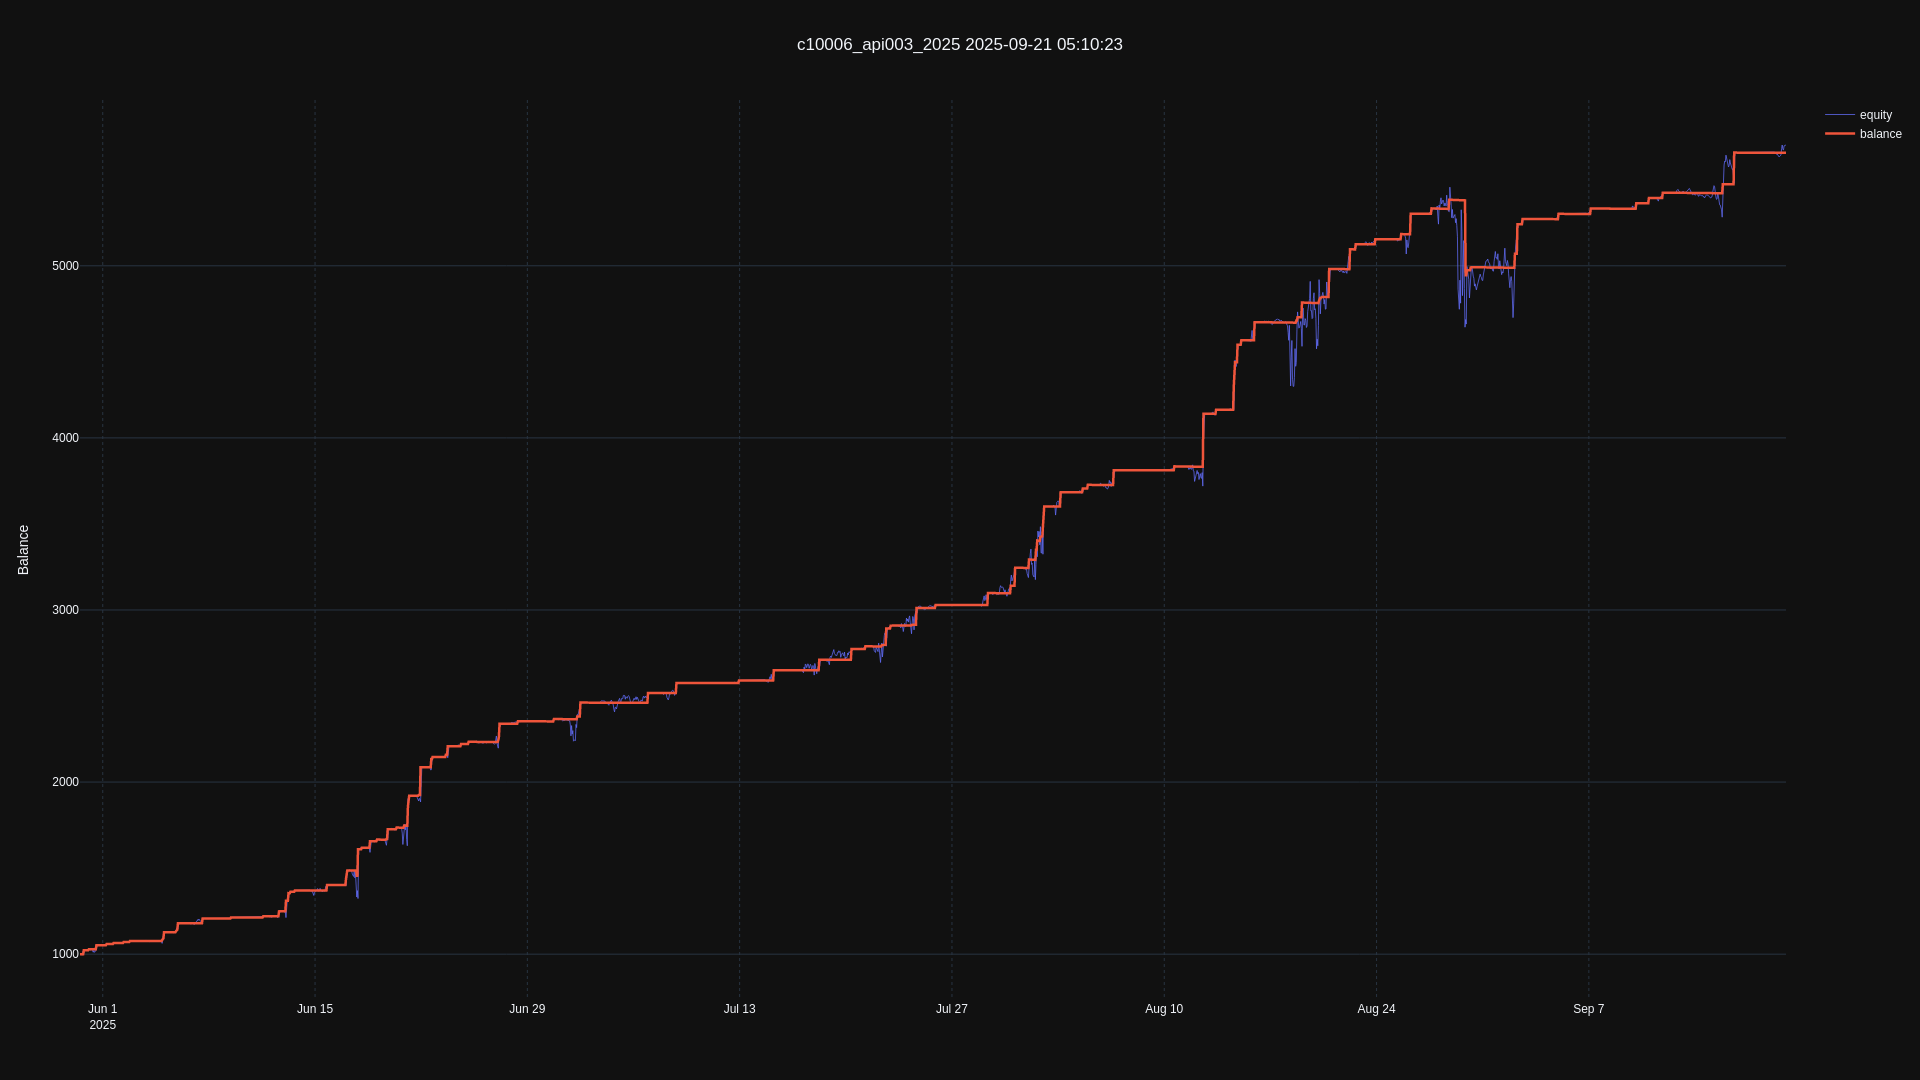 c10006_api003_2025 2025-09-21 05:10:23
equity
balance
5000
4000
3000
2000
1000
Balance
Jun 1
2025
Jun 15
Jun 29
Jul 13
Jul 27
Aug 10
Aug 24
Sep 7